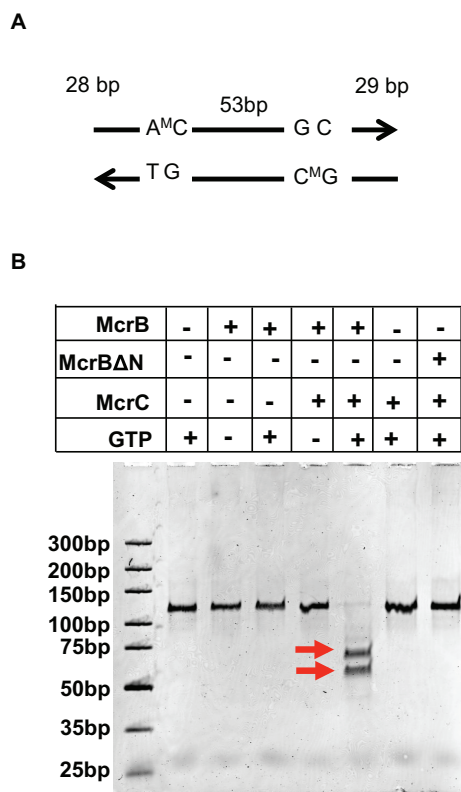 A
28 bp 53bp 29 bp
AᴹC G C
T G CᴹG
B
McrB - + + + + - -
McrBΔN - - - - - - +
McrC - - - + + + +
GTP + - + - + + +
300bp
200bp
150bp
100bp
75bp
50bp
35bp
25bp